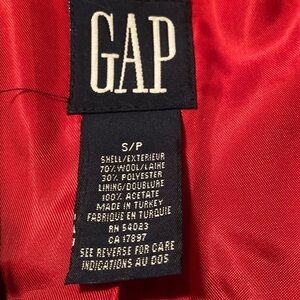 GAP
S/P
SHELL/EXTERIEUR
70% WOOL/LAINE
30% POLYESTER
LINING/DOUBLURE
100% ACETATE
MADE IN TURKEY
FABRIQUE EN TURQUIE
RN 54023
CA 17897
SEE REVERSE FOR CARE
INDICATIONS AU DOS